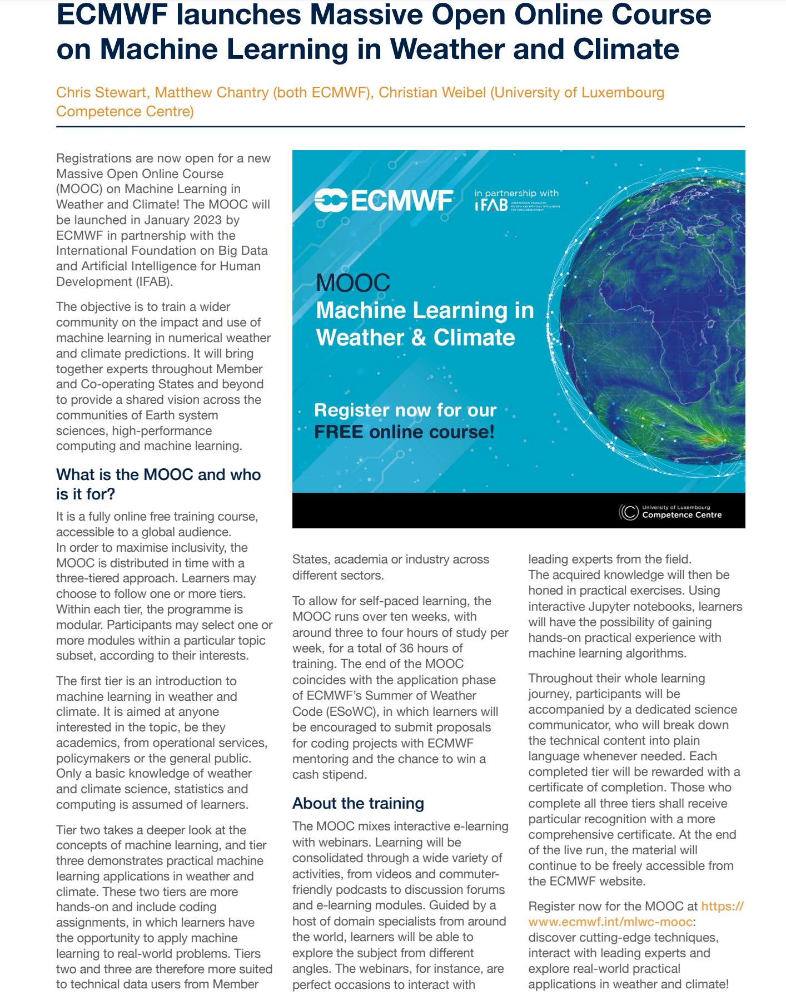 ECMWF launches Massive Open Online Course
on Machine Learning in Weather and Climate
Chris Stewart, Matthew Chantry (both ECMWF), Christian Weibel (University of Luxembourg
Competence Centre)
Registrations are now open for a new
Massive Open Online Course
(MOOC) on Machine Learning in
Weather and Climate! The MOOC will
be launched in January 2023 by
ECMWF in partnership with the
International Foundation on Big Data
and Artificial Intelligence for Human
Development (IFAB).
The objective is to train a wider
community on the impact and use of
machine learning in numerical weather
and climate predictions. It will bring
together experts throughout Member
and Co-operating States and beyond
to provide a shared vision across the
communities of Earth system
sciences, high-performance
computing and machine learning.
What is the MOOC and who
is it for?
It is a fully online free training course,
accessible to a global audience.
In order to maximise inclusivity, the
MOOC is distributed in time with a
three-tiered approach. Learners may
choose to follow one or more tiers.
Within each tier, the programme is
modular. Participants may select one or
more modules within a particular topic
subset, according to their interests.
The first tier is an introduction to
machine learning in weather and
climate. It is aimed at anyone
interested in the topic, be they
academics, from operational services,
policymakers or the general public.
Only a basic knowledge of weather
and climate science, statistics and
computing is assumed of learners.
Tier two takes a deeper look at the
concepts of machine learning, and tier
three demonstrates practical machine
learning applications in weather and
climate. These two tiers are more
hands-on and include coding
assignments, in which learners have
the opportunity to apply machine
learning to real-world problems. Tiers
two and three are therefore more suited
to technical data users from Member
ECMWF
in partnership with
iFAB
INTERNATIONAL FOUNDATION
BIG DATA AND ARTIFICIAL INTELLIGENCE
FOR HUMAN DEVELOPMENT
MOOC
Machine Learning in
Weather & Climate
Register now for our
FREE online course!
University of Luxembourg
Competence Centre
States, academia or industry across
different sectors.
To allow for self-paced learning, the
MOOC runs over ten weeks, with
around three to four hours of study per
week, for a total of 36 hours of
training. The end of the MOOC
coincides with the application phase
of ECMWF's Summer of Weather
Code (ESoWC), in which learners will
be encouraged to submit proposals
for coding projects with ECMWF
mentoring and the chance to win a
cash stipend.
About the training
The MOOC mixes interactive e-learning
with webinars. Learning will be
consolidated through a wide variety of
activities, from videos and commuter-
friendly podcasts to discussion forums
and e-learning modules. Guided by a
host of domain specialists from around
the world, learners will be able to
explore the subject from different
angles. The webinars, for instance, are
perfect occasions to interact with
leading experts from the field.
The acquired knowledge will then be
honed in practical exercises. Using
interactive Jupyter notebooks, learners
will have the possibility of gaining
hands-on practical experience with
machine learning algorithms.
Throughout their whole learning
journey, participants will be
accompanied by a dedicated science
communicator, who will break down
the technical content into plain
language whenever needed. Each
completed tier will be rewarded with a
certificate of completion. Those who
complete all three tiers shall receive
particular recognition with a more
comprehensive certificate. At the end
of the live run, the material will
continue to be freely accessible from
the ECMWF website.
Register now for the MOOC at https://
www.ecmwf.int/mlwc-mooc:
discover cutting-edge techniques,
interact with leading experts and
explore real-world practical
applications in weather and climate!